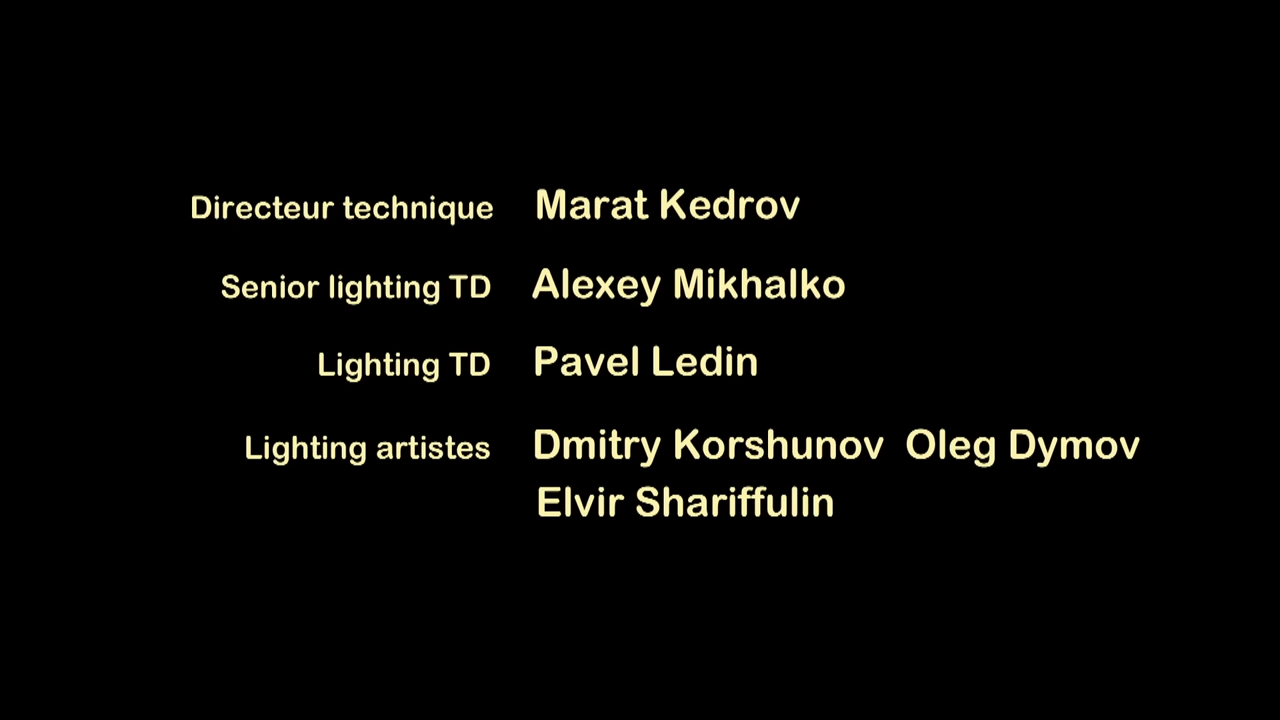 Directeur technique Marat Kedrov
Senior lighting TD Alexey Mikhalko
Lighting TD Pavel Ledin
Lighting artistes Dmitry Korshunov Oleg Dymov
Elvir Shariffulin